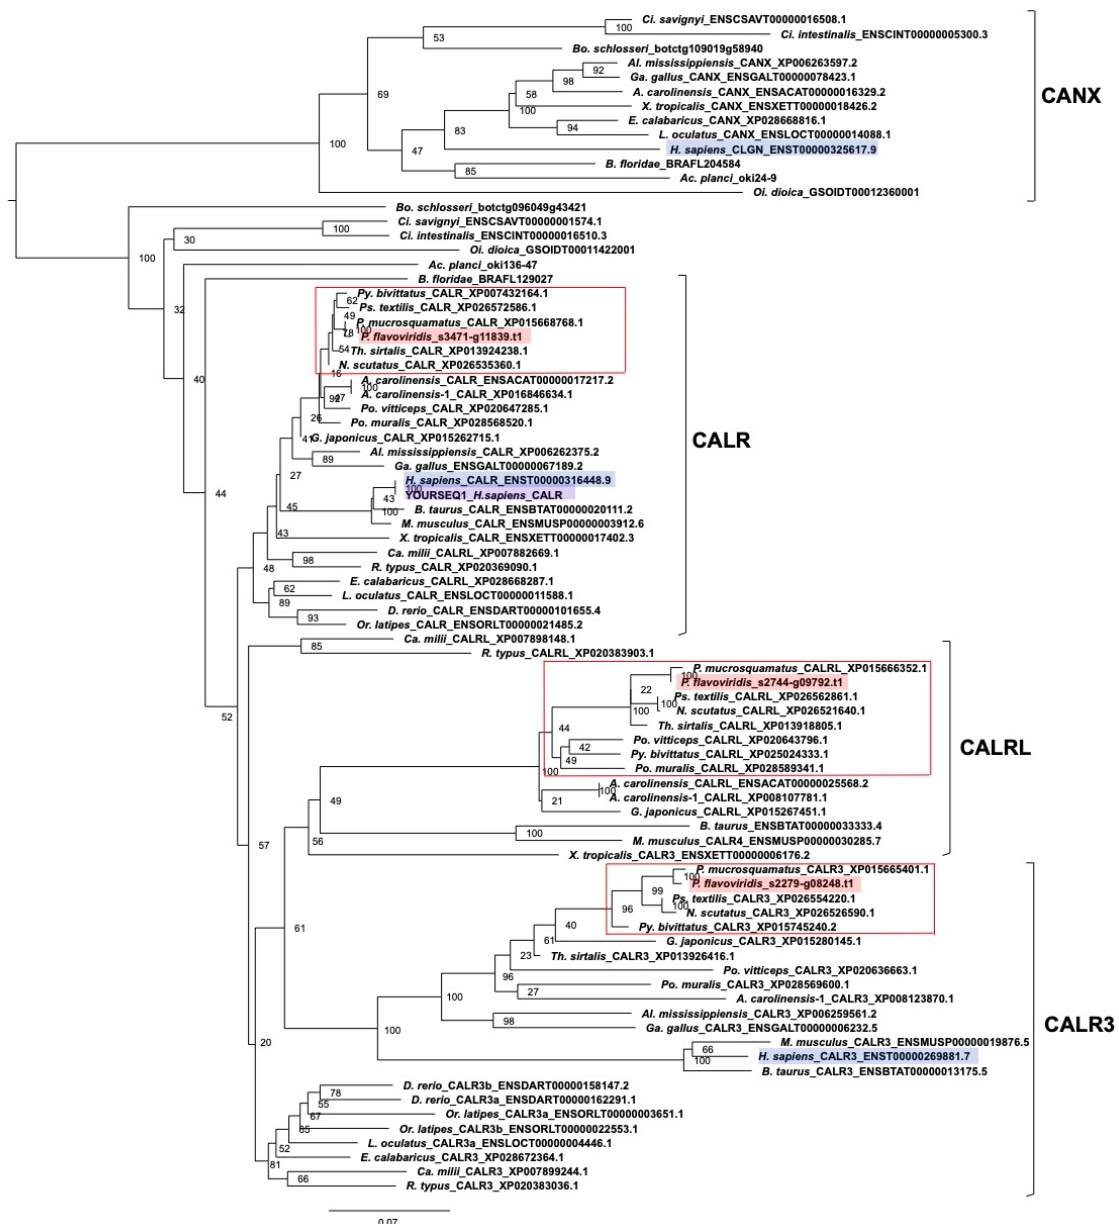 Ci. savignyi_ENSCSAVT00000016508.1
100
Ci. intestinalis_ENSCINT00000005300.3
53
Bo. schlosseri_botctg109019g58940
Al. mississippiensis_CANX_XP006263597.2
92
Ga. gallus_CANX_ENSGALT00000078423.1
98
A. carolinensis_CANX_ENSACAT00000016329.2
58
CANX
69
X. tropicalis_CANX_ENSXETT00000018426.2
100
E. calabaricus_CANX_XP028668816.1
83
94
L. oculatus_CANX_ENSLOCT00000014088.1
100
47
H. sapiens_CLGN_ENST00000325617.9
B. floridae_BRAFL204584
85
Ac. planci_oki24-9
Oi. dioica_GSOIDT00012360001
Bo. schlosseri_botctg096049g43421
Ci. savignyi_ENSCSAVT00000001574.1
100
30
Ci. intestinalis_ENSCINT00000016510.3
Oi. dioica_GSOIDT00011422001
100
Ac. planci_oki136-47
B. floridae_BRAFL129027
Py. bivittatus_CALR_XP007432164.1
62
Ps. textilis_CALR_XP026572586.1
32
49
P. mucrosquamatus_CALR_XP015668768.1
78
100
P. flavoviridis_s3471-g11839.t1
54
Th. sirtalis_CALR_XP013924238.1
N. scutatus_CALR_XP026535360.1
16
40
A. carolinensis_CALR_ENSACAT00000017217.2
100
A. carolinensis-1_CALR_XP016846634.1
99
47
Po. vitticeps_CALR_XP020647285.1
26
Po. muralis_CALR_XP028568520.1
41
G. japonicus_CALR_XP015262715.1
CALR
Al. mississippiensis_CALR_XP006262375.2
89
Ga. gallus_ENSGALT00000067189.2
27
H. sapiens_CALR_ENST00000316448.9
100
44
43
YOURSEQ1_H.sapiens_CALR
45
100
B. taurus_CALR_ENSBTAT00000020111.2
M. musculus_CALR_ENSMUSP00000003912.6
43
X. tropicalis_CALR_ENSXETT00000017402.3
Ca. milii_CALRL_XP007882669.1
98
48
R. typus_CALR_XP020369090.1
E. calabaricus_CALRL_XP028668287.1
62
L. oculatus_CALR_ENSLOCT00000011588.1
89
D. rerio_CALR_ENSDART00000101655.4
93
Or. latipes_CALR_ENSORLT00000021485.2
Ca. milii_CALRL_XP007898148.1
85
R. typus_CALRL_XP020383903.1
P. mucrosquamatus_CALRL_XP015666352.1
100
P. flavoviridis_s2744-g09792.t1
22
Ps. textilis_CALRL_XP026562861.1
100
100
N. scutatus_CALRL_XP026521640.1
52
Th. sirtalis_CALRL_XP013918805.1
44
Po. vitticeps_CALRL_XP020643796.1
42
CALRL
Py. bivittatus_CALRL_XP025024333.1
49
Po. muralis_CALRL_XP028589341.1
100
A. carolinensis_CALRL_ENSACAT00000025568.2
100
A. carolinensis-1_CALRL_XP008107781.1
49
21
G. japonicus_CALRL_XP015267451.1
B. taurus_ENSBTAT00000033333.4
100
M. musculus_CALR4_ENSMUSP00000030285.7
57
56
X. tropicalis_CALR3_ENSXETT00000006176.2
P. mucrosquamatus_CALR3_XP015665401.1
100
P. flavoviridis_s2279-g08248.t1
99
Ps. textilis_CALR3_XP026554220.1
96
100
N. scutatus_CALR3_XP026526590.1
Py. bivittatus_CALR3_XP015745240.2
40
61
61
G. japonicus_CALR3_XP015280145.1
23
Th. sirtalis_CALR3_XP013926416.1
Po. vitticeps_CALR3_XP020636663.1
96
Po. muralis_CALR3_XP028569600.1
27
100
A. carolinensis-1_CALR3_XP008123870.1
Al. mississippiensis_CALR3_XP006259561.2
98
Ga. gallus_CALR3_ENSGALT00000006232.5
CALR3
100
M. musculus_CALR3_ENSMUSP00000019876.5
20
66
H. sapiens_CALR3_ENST00000269881.7
100
B. taurus_CALR3_ENSBTAT00000013175.5
D. rerio_CALR3b_ENSDART00000158147.2
78
D. rerio_CALR3a_ENSDART00000162291.1
55
Or. latipes_CALR3a_ENSORLT00000003651.1
67
Or. latipes_CALR3b_ENSORLT00000022553.1
65
L. oculatus_CALR3a_ENSLOCT00000004446.1
52
E. calabaricus_CALR3_XP028672364.1
81
Ca. milii_CALR3_XP007899244.1
66
R. typus_CALR3_XP020383036.1
0.07